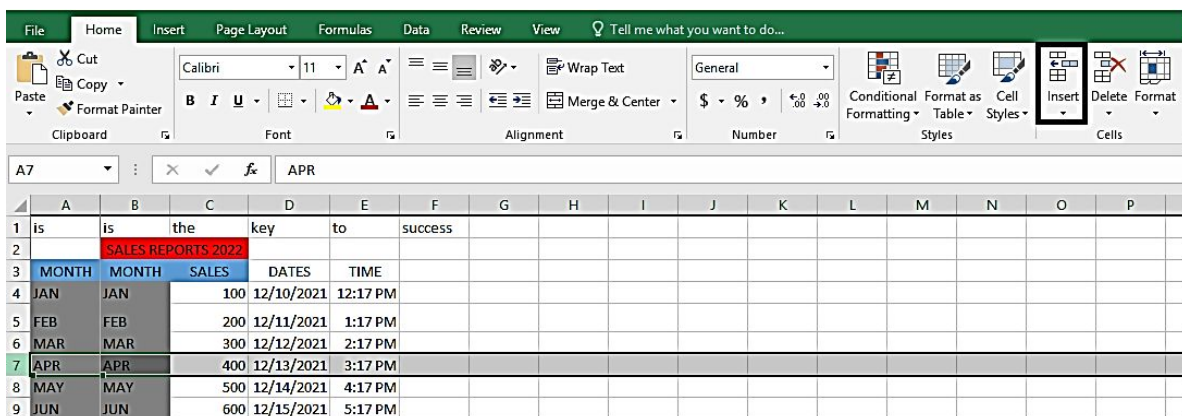 File Home Insert Page Layout Formulas Data Review View Tell me what you want to do...
Cut
Copy
Format Painter
Paste
Clipboard
Calibri 11 A A
B I U A
Font
Wrap Text
Merge & Center
Alignment
General
$ % , .0 .00 .00 .0
Number
Conditional Formatting
Format as Table
Cell Styles
Styles
Insert Delete Format
Cells
A7 fx APR
A B C D E F G H I J K L M N O P
1 is is the key to success
2 SALES REPORTS 2022
3 MONTH MONTH SALES DATES TIME
4 JAN JAN 100 12/10/2021 12:17 PM
5 FEB FEB 200 12/11/2021 1:17 PM
6 MAR MAR 300 12/12/2021 2:17 PM
7 APR APR 400 12/13/2021 3:17 PM
8 MAY MAY 500 12/14/2021 4:17 PM
9 JUN JUN 600 12/15/2021 5:17 PM